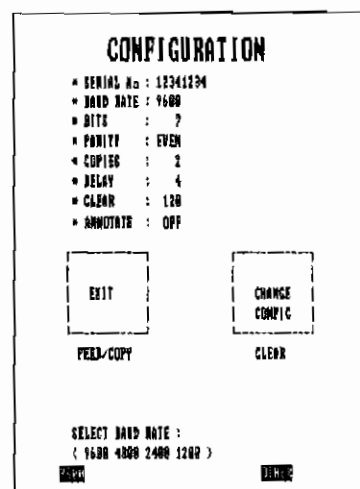 CONFIGURATION
* SERIAL No : 12341234
* BAUD RATE : 9600
* BITS : 7
* PARITY : EVEN
* COPIES : 2
* DELAY : 4
* CLEAR : 120
* ANNOTATE : OFF
EXIT
CHANGE
CONFIG
FEED/COPY
CLEAR
SELECT BAUD RATE :
( 9600 4800 2400 1200 )